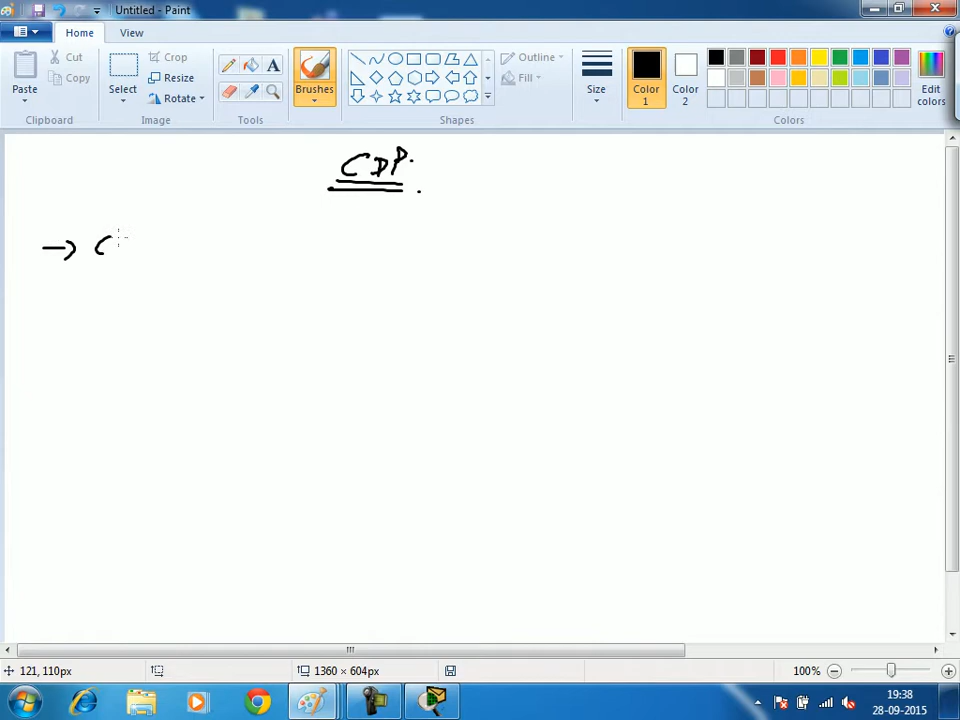 Untitled - Paint
Home View
Cut
Copy
Paste
Clipboard
Crop
Resize
Rotate
Select
Image
Tools
Brushes
Outline
Fill
Shapes
Size
Color 1
Color 2
Edit colors
Colors
CDP.
→ C
121, 110px
1360 × 604px
100%
19:38
28-09-2015